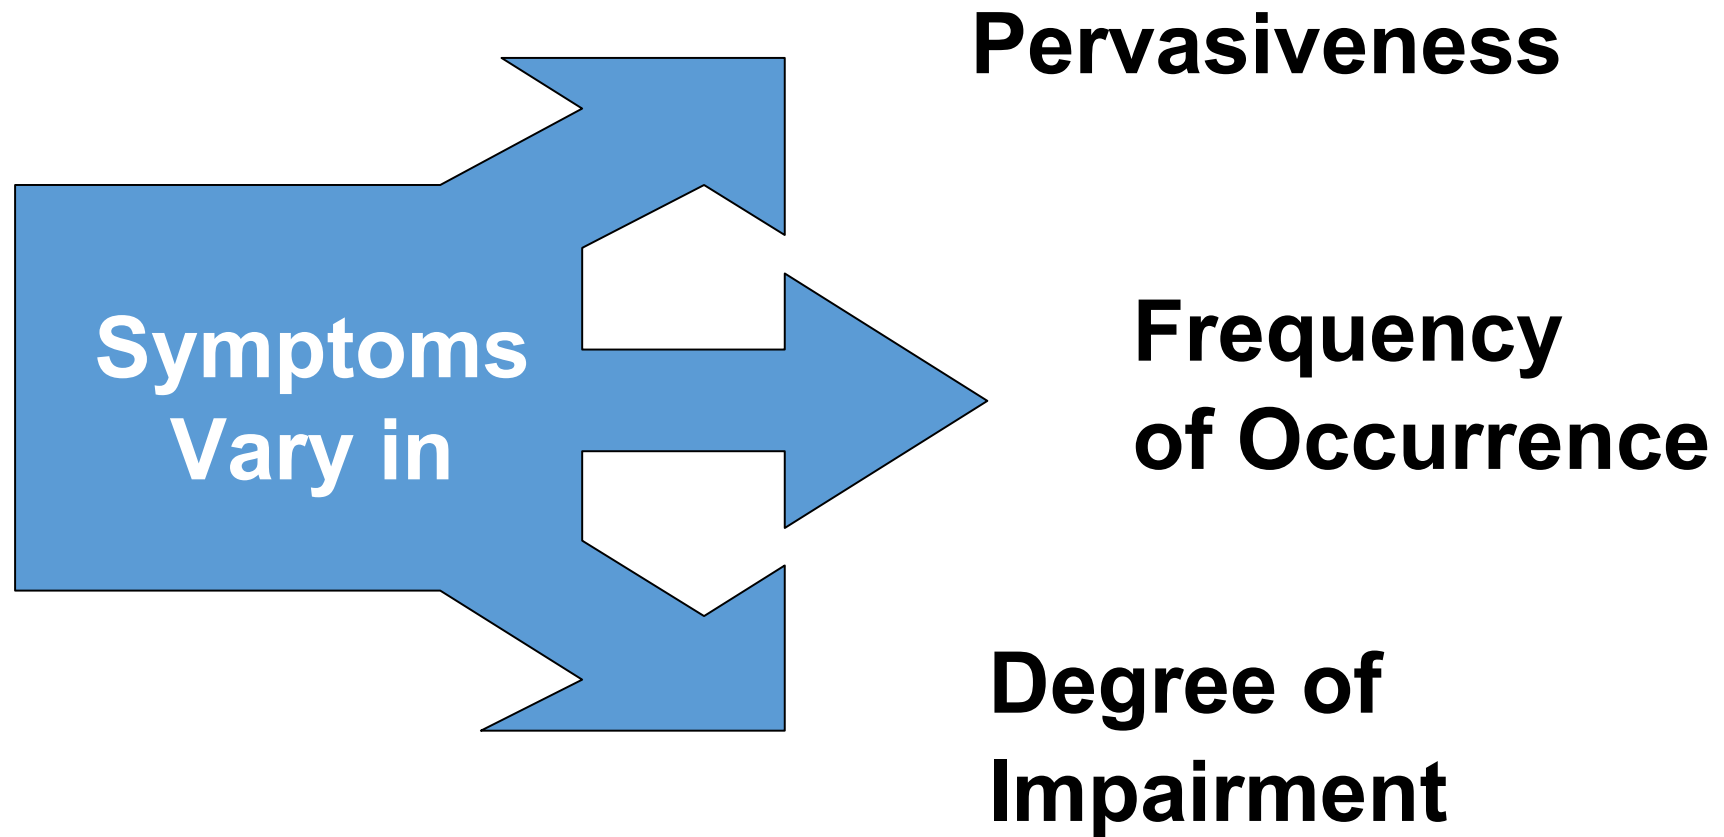 Pervasiveness
Symptoms
Vary in
Frequency
of Occurrence
Degree of
Impairment